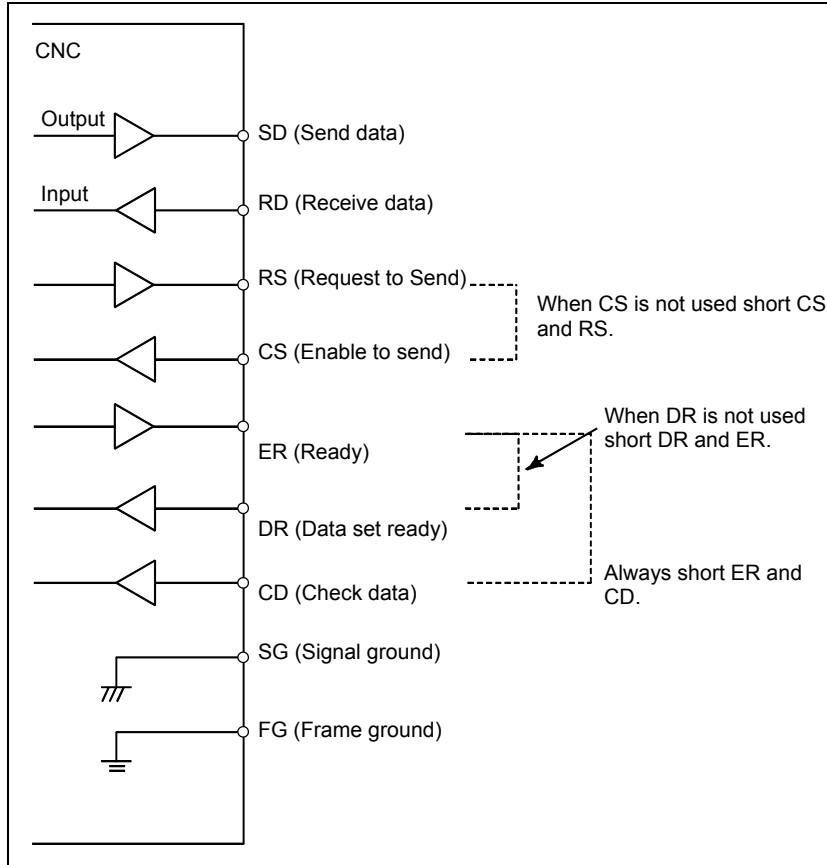 CNC
Output
SD (Send data)
Input
RD (Receive data)
RS (Request to Send)
When CS is not used short CS
and RS.
CS (Enable to send)
When DR is not used
short DR and ER.
ER (Ready)
DR (Data set ready)
Always short ER and
CD.
CD (Check data)
SG (Signal ground)
FG (Frame ground)